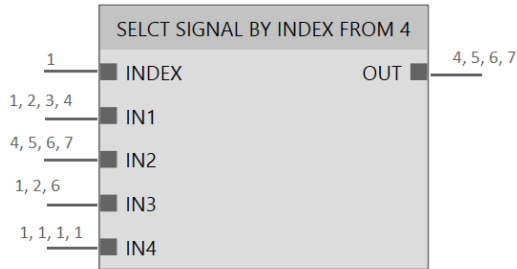 SELCT SIGNAL BY INDEX FROM 4
1
INDEX
OUT
4, 5, 6, 7
1, 2, 3, 4
IN1
4, 5, 6, 7
IN2
1, 2, 6
IN3
1, 1, 1, 1
IN4